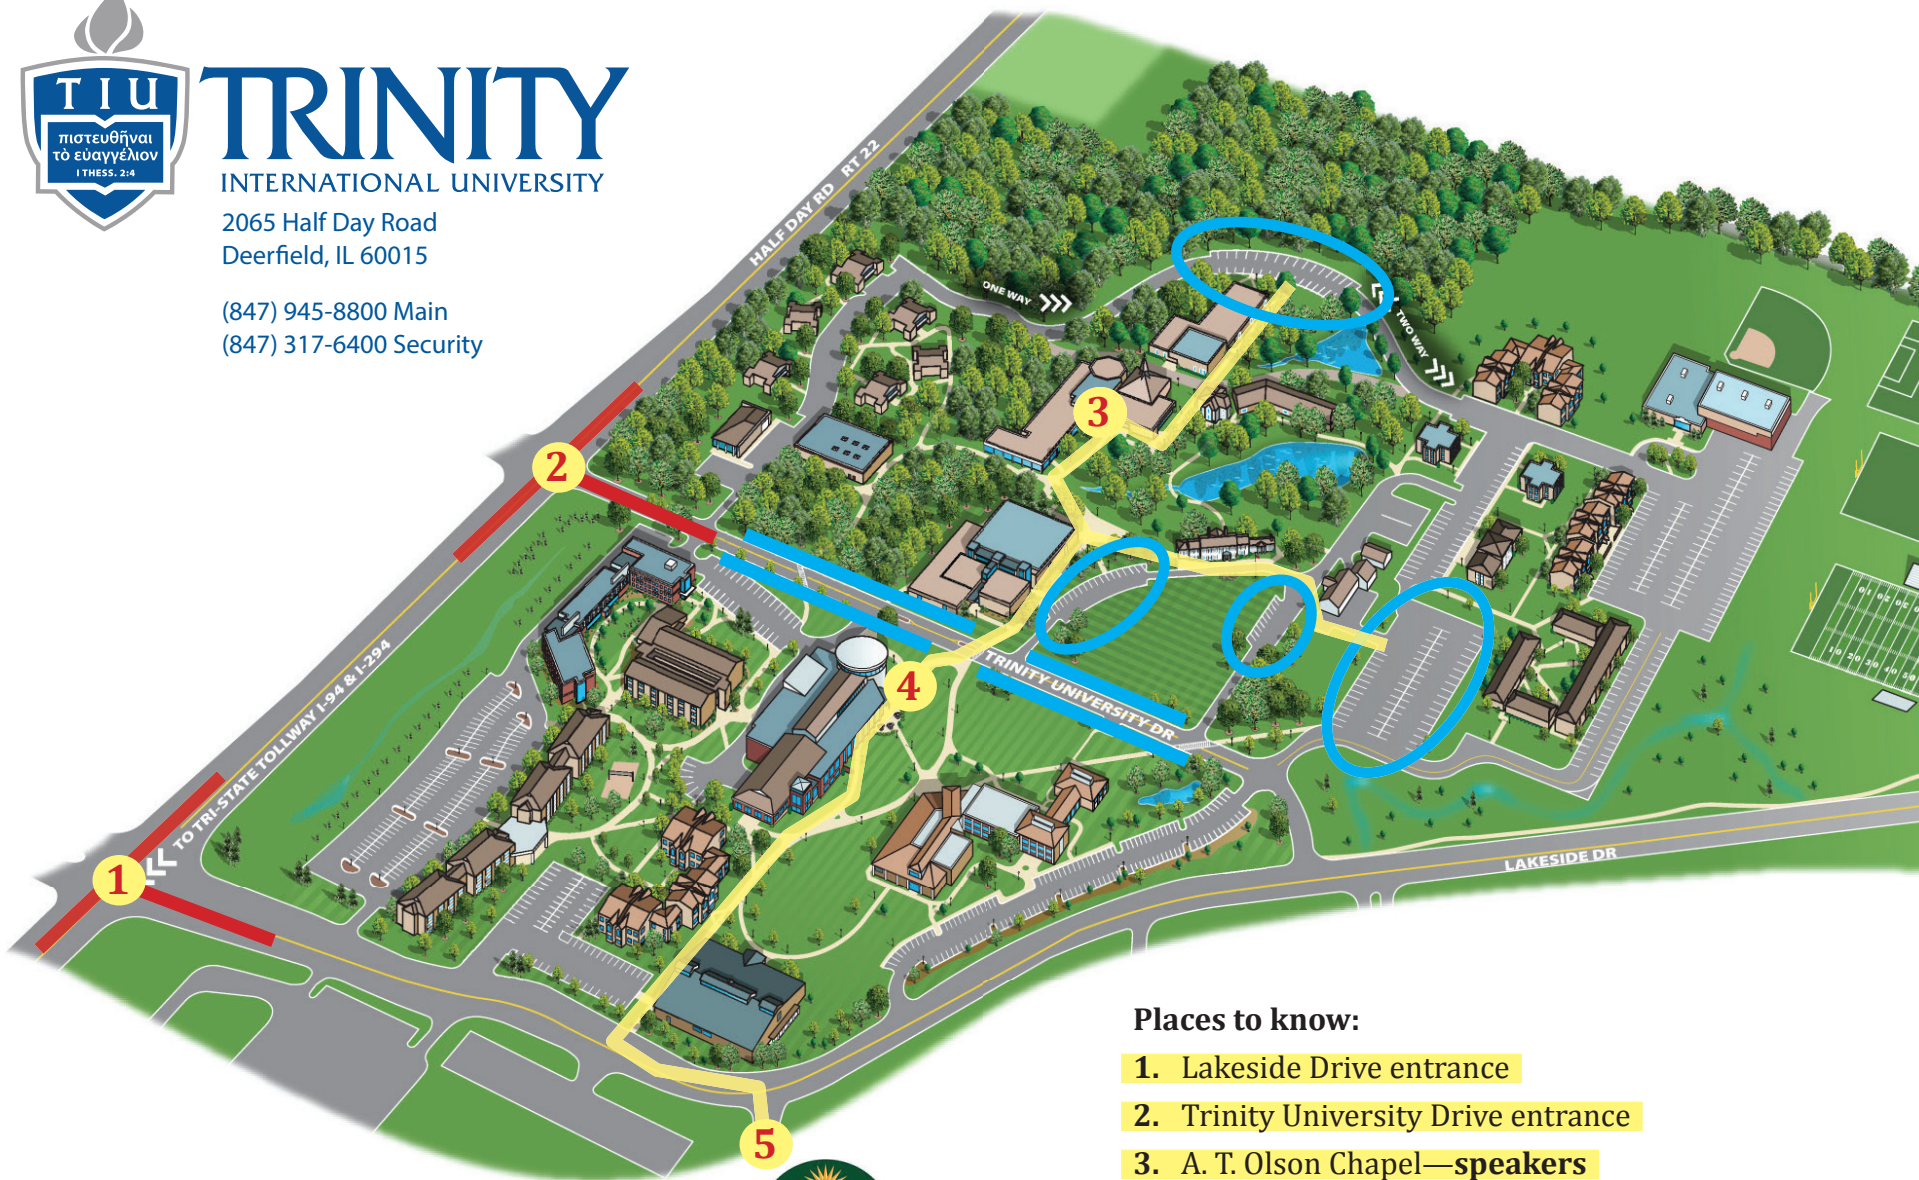 TIU
πιστευθῆναι
τὸ εὐαγγέλιον
I THESS. 2:4
TRINITY
INTERNATIONAL UNIVERSITY
2065 Half Day Road
Deerfield, IL 60015
(847) 945-8800 Main
(847) 317-6400 Security
HALF DAY RD RT 22
ONE WAY
TWO WAY
3
2
TO TRI-STATE TOLLWAY I-94 & I-294
4
TRINITY UNIVERSITY DR
1
LAKESIDE DR
5
Places to know:
1. Lakeside Drive entrance
2. Trinity University Drive entrance
3. A. T. Olson Chapel—speakers